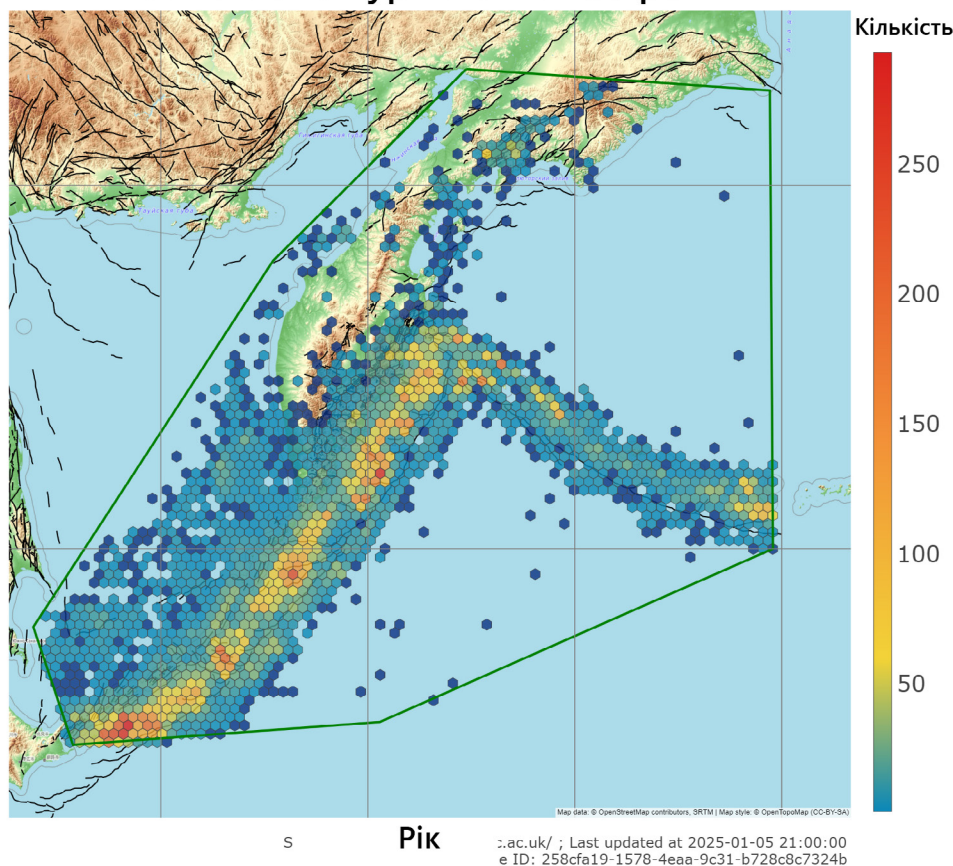 Кількість
250
200
150
100
50
Map data: © OpenStreetMap contributors, SRTM | Map style: © OpenTopoMap (CC-BY-SA)
Рік
S :.ac.uk/ ; Last updated at 2025-01-05 21:00:00
e ID: 258cfa19-1578-4eaa-9c31-b728c8c7324b